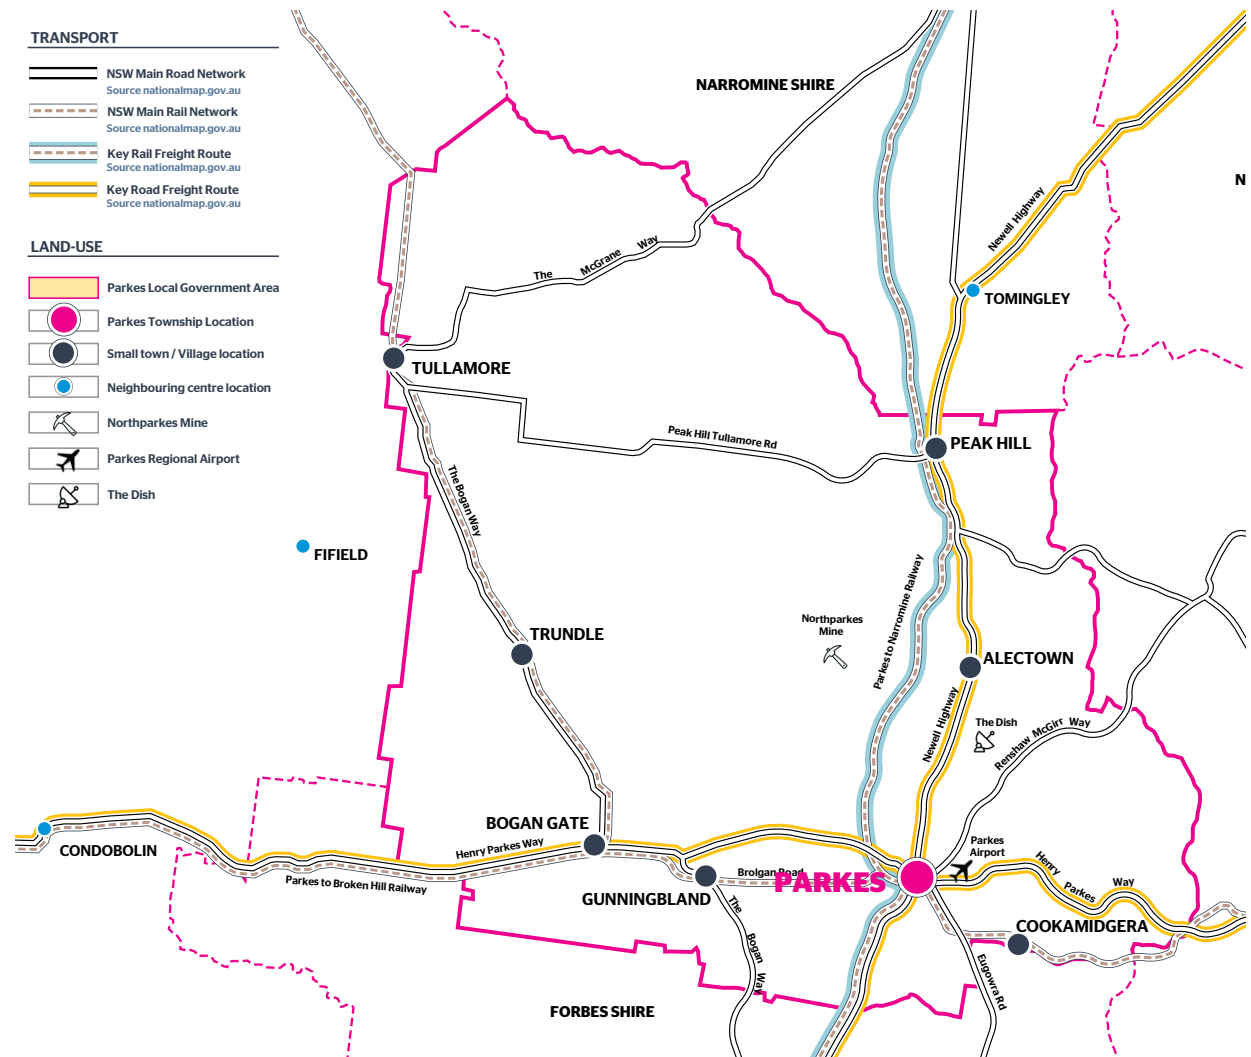 TRANSPORT
NSW Main Road Network
Source nationalmap.gov.au
NSW Main Rail Network
Source nationalmap.gov.au
Key Rail Freight Route
Source nationalmap.gov.au
Key Road Freight Route
Source nationalmap.gov.au
LAND-USE
Parkes Local Government Area
Parkes Township Location
Small town / Village location
Neighbouring centre location
Northparkes Mine
Parkes Regional Airport
The Dish
NARROMINE SHIRE
N
Newell Highway
The McGrane Way
TOMINGLEY
TULLAMORE
Peak Hill Tullamore Rd
PEAK HILL
The Bogan Way
FIFIELD
Parkes to Narromine Railway
Northparkes
Mine
TRUNDLE
ALECTOWN
Newell Highway
The Dish
Renshaw McGirr Way
BOGAN GATE
CONDOBOLIN
Henry Parkes Way
Parkes to Broken Hill Railway
Parkes
Airport
Brolgan Road
PARKES
Henry Parkes Way
GUNNINGBLAND
The Bogan Way
COOKAMIDGERA
Eugowra Rd
FORBES SHIRE